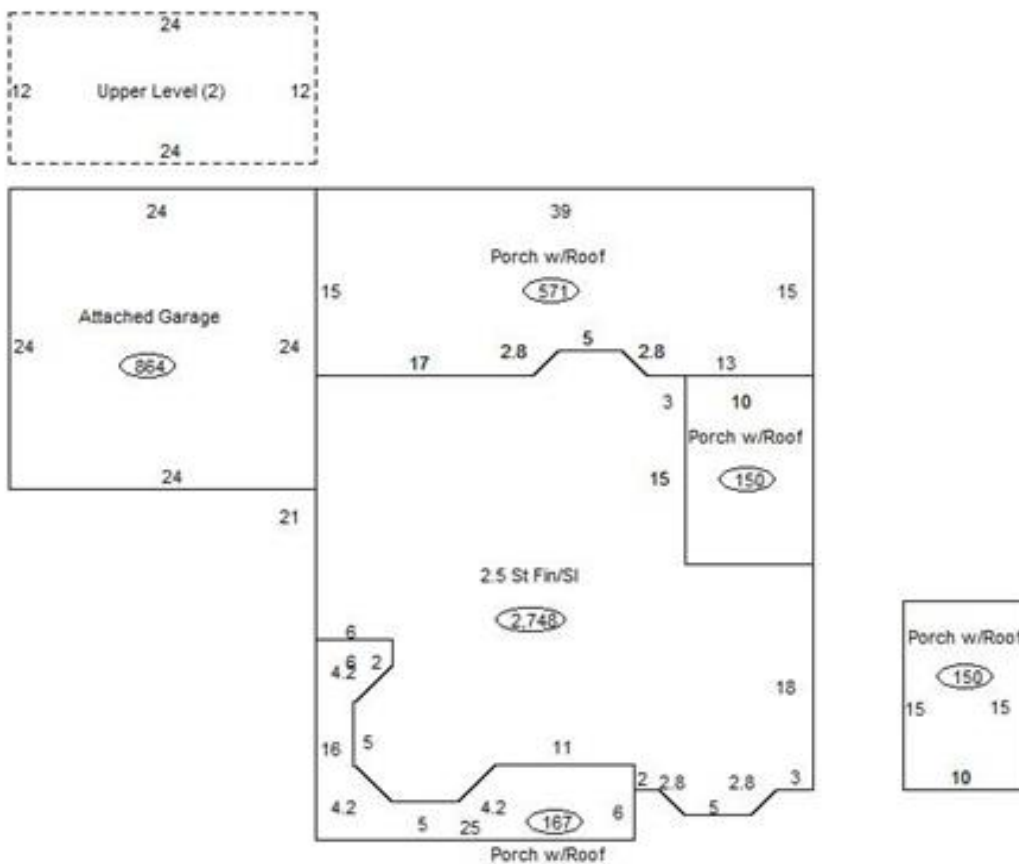 24
12 Upper Level (2) 12
24
24
39
Porch w/Roof
15 571 15
Attached Garage
24 24
864
5
2.8 2.8
17 13
3 10
Porch w/Roof
15 150
24
21
2.5 St Fin/Sl
2,748
6
6 2
4.2
Porch w/Roof
150
18
15 15
16 5
11
2 2.8 2.8 3
10
4.2 4.2
5 25 167 6 5
Porch w/Roof